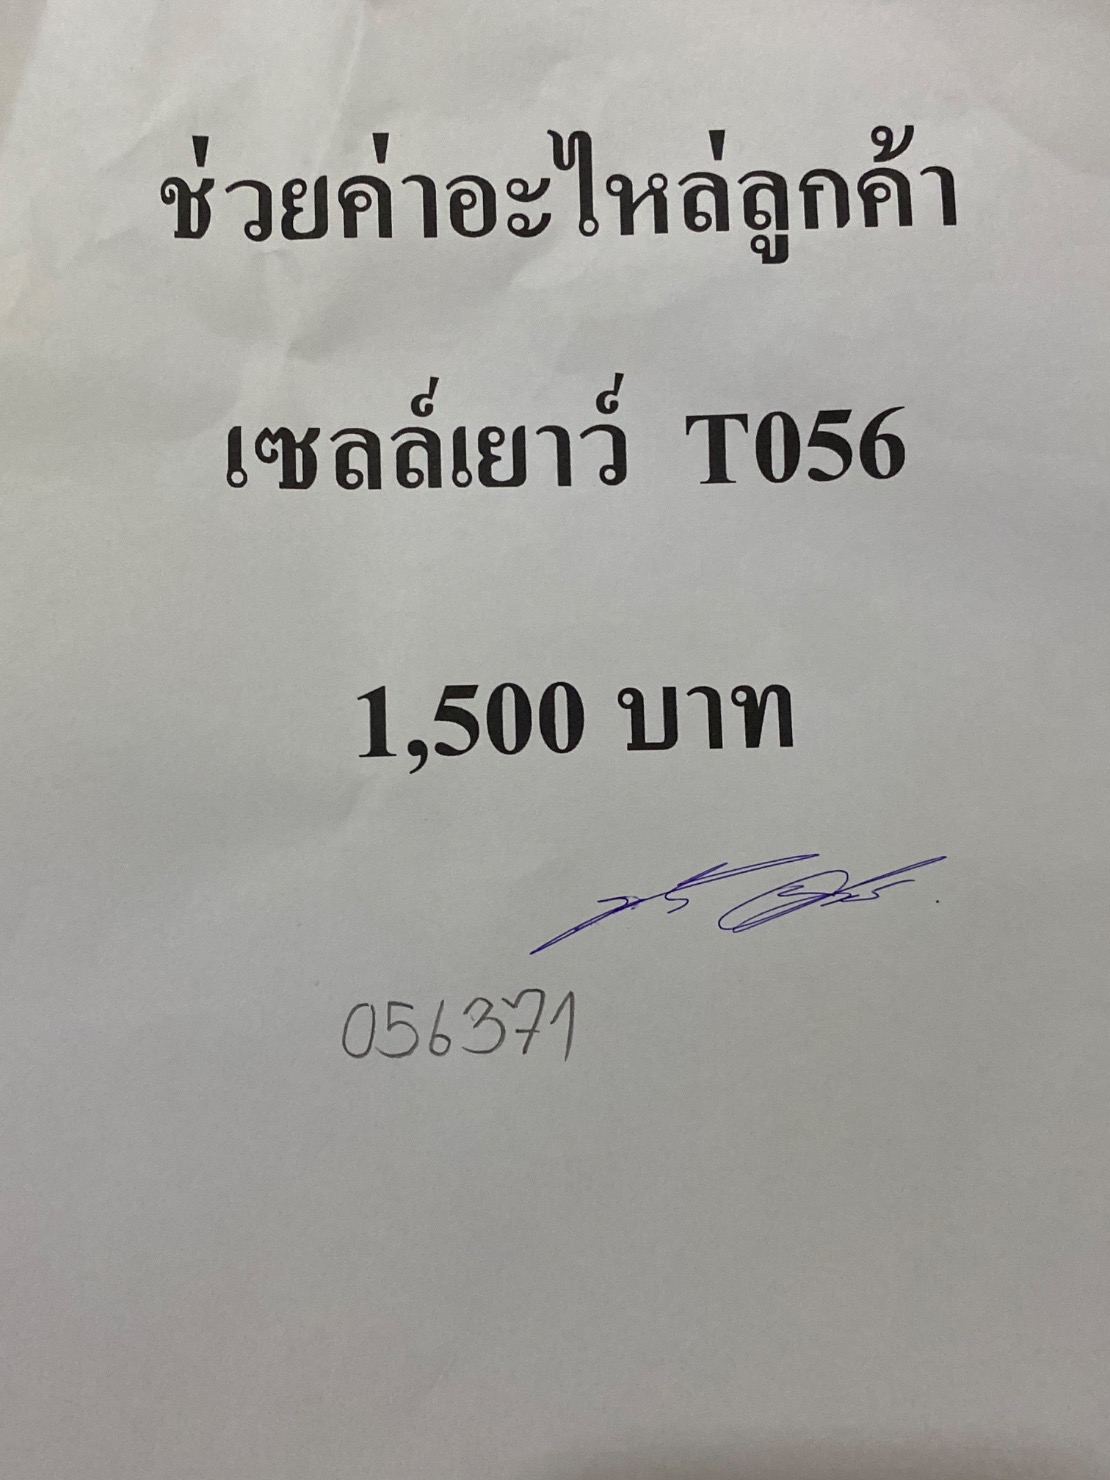 ช่วยค่าอะไหล่ลูกค้า
เซลล์เยาว์ T056
1,500 บาท
056371